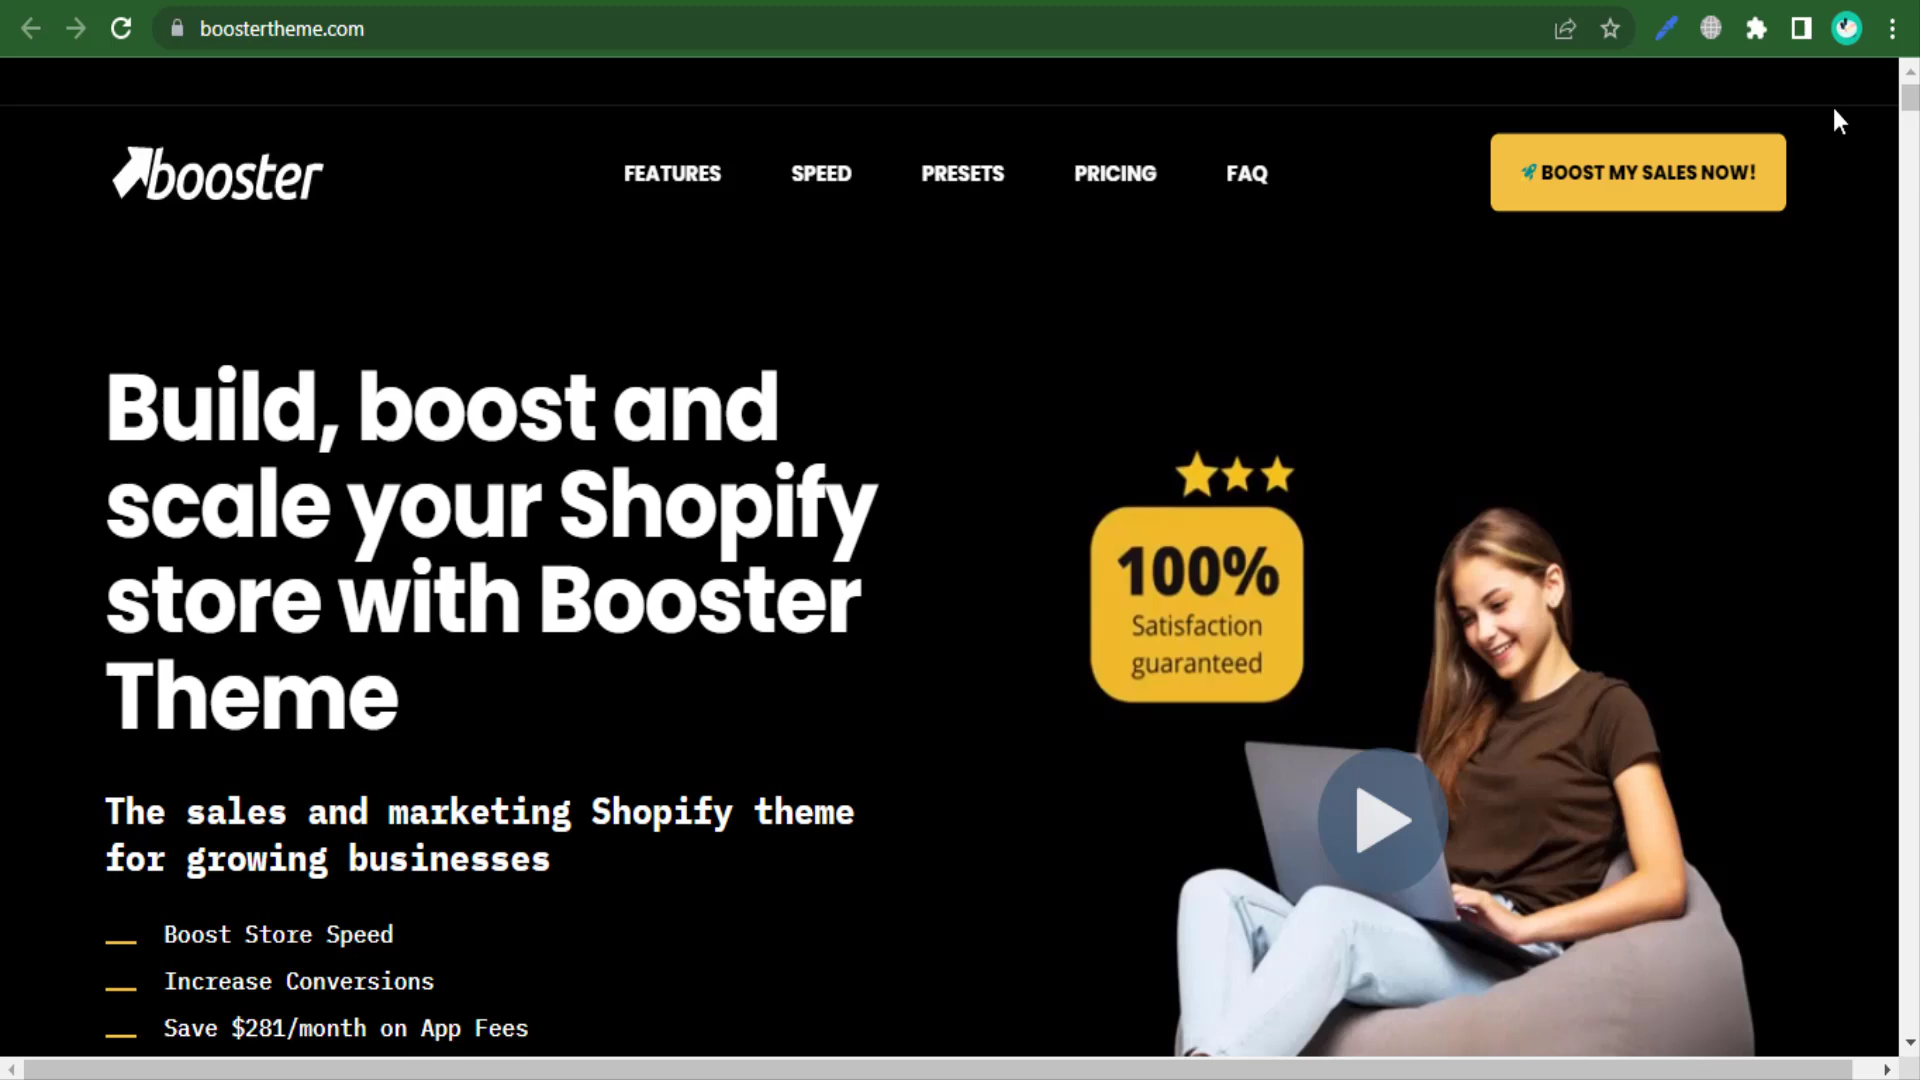 boostertheme.com
booster
FEATURES
SPEED
PRESETS
PRICING
FAQ
BOOST MY SALES NOW!
Build, boost and
scale your Shopify
store with Booster
Theme
100%
Satisfaction
guaranteed
The sales and marketing Shopify theme
for growing businesses
Boost Store Speed
Increase Conversions
Save $281/month on App Fees